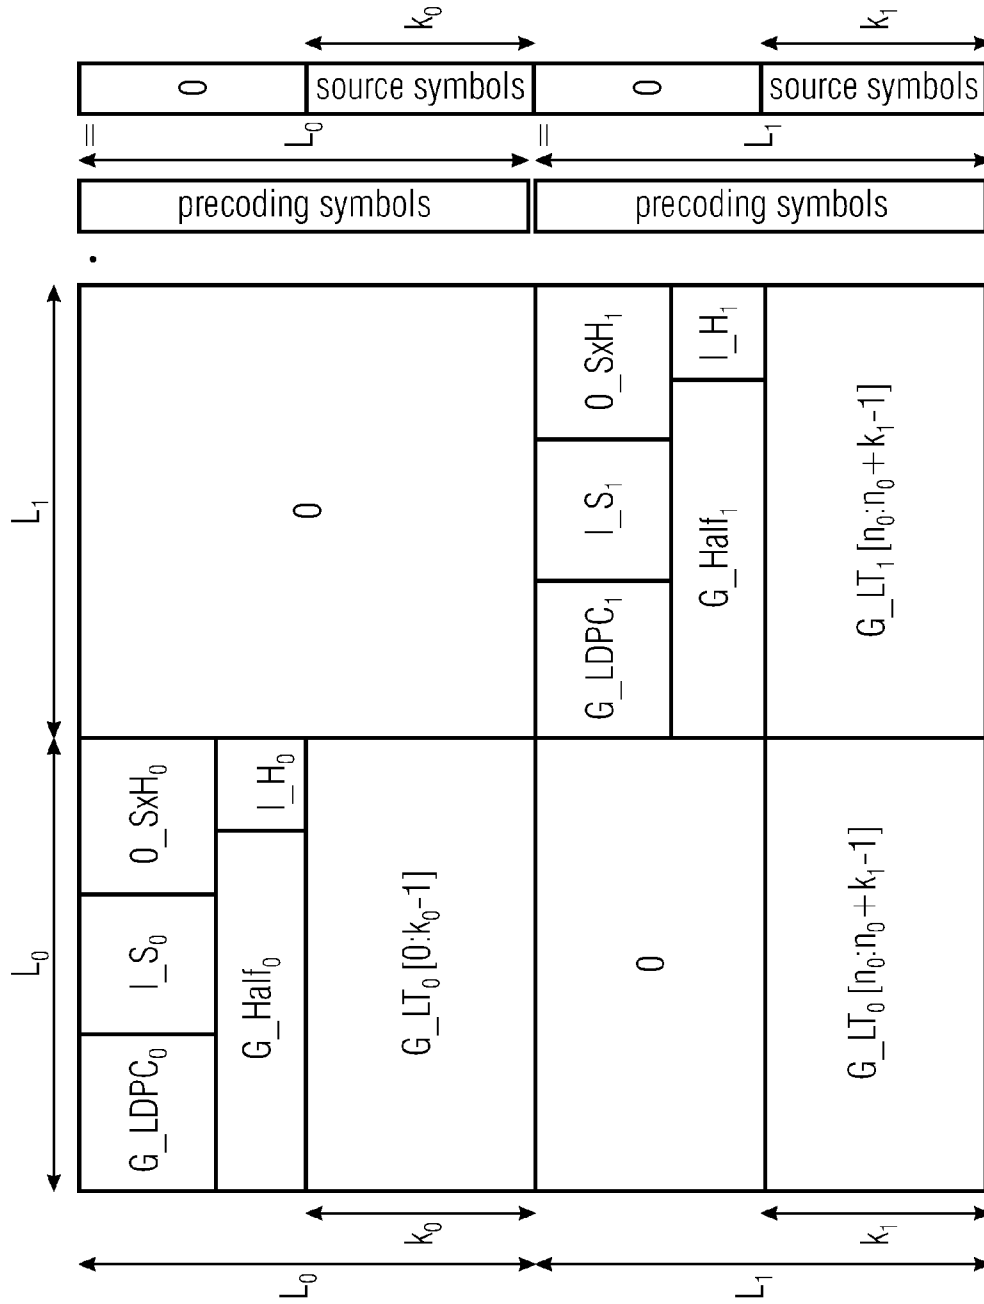 L₀ L₁
· =
G_LDPC₀ I_S₀ 0_SxH₀
0
G_Half₀ I_H₀
L₀ 0 precoding symbols L₀
k₀ G_LT₀ [0:k₀-1] source symbols k₀
=
G_LDPC₁ I_S₁ 0_SxH₁
0 0
G_Half₁ I_H₁
L₁ precoding symbols L₁
k₁ G_LT₀ [n₀:n₀+k₁-1] G_LT₁ [n₀:n₀+k₁-1] source symbols k₁